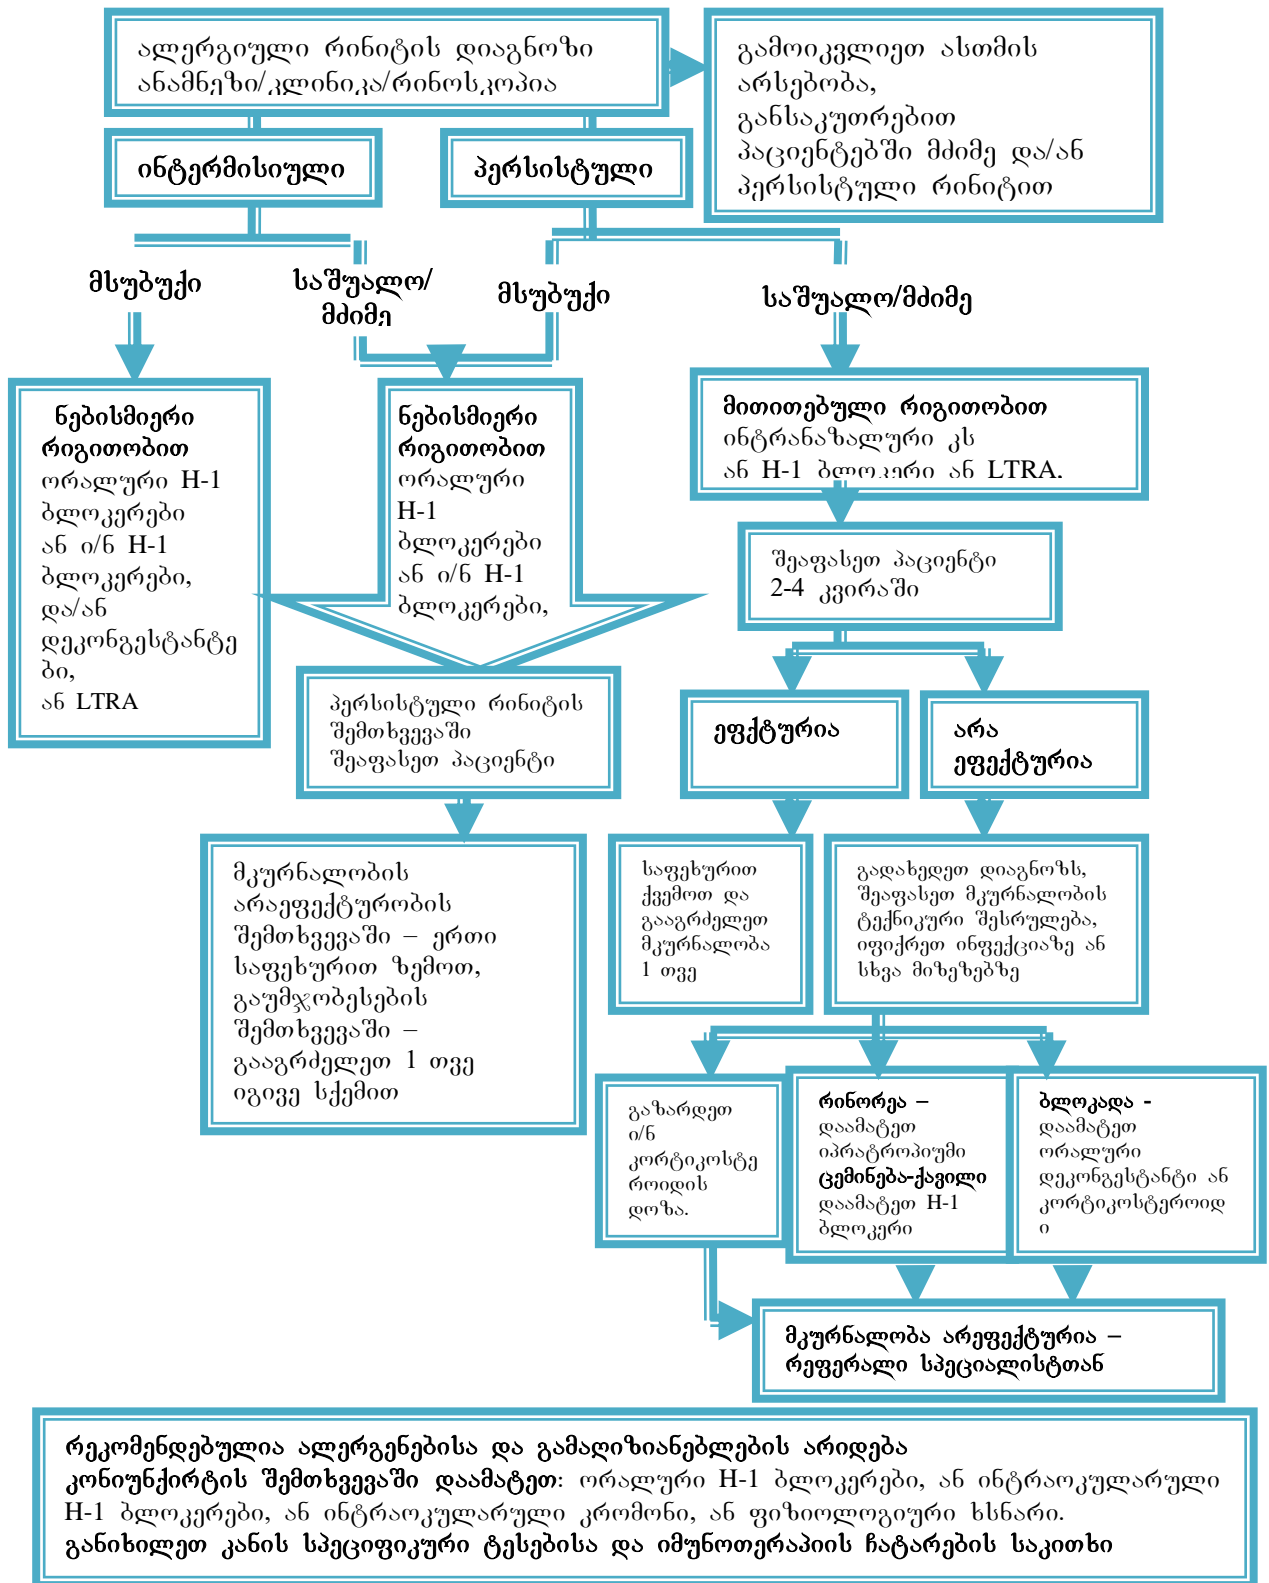 ალერგიული რინიტის დიაგნოზი
ანამნეზი/კლინიკა/რინოსკოპია
გამოიკვლიეთ ასთმის
არსებობა,
განსაკუთრებით
პაციენტებში მძიმე და/ან
პერსისტული რინიტით
ინტერმისიული
პერსისტული
მსუბუქი
საშუალო/
მძიმე
მსუბუქი
საშუალო/მძიმე
ნებისმიერი
რიგითობით
ორალური H-1
ბლოკერები
ან ი/ნ H-1
ბლოკერები,
და/ან
დეკონგესტანტე
ბი,
ან LTRA
ნებისმიერი
რიგითობით
ორალური
H-1
ბლოკერები
ან ი/ნ H-1
ბლოკერები,
მითითებული რიგითობით
ინტრანაზალური კს
ან H-1 ბლოკერი ან LTRA.
შეაფასეთ პაციენტი
2-4 კვირაში
პერსისტული რინიტის
შემთხვევაში
შეაფასეთ პაციენტი
ეფქტურია
არა
ეფექტურია
მკურნალობის
არაეფექტურობის
შემთხვევაში – ერთი
საფეხურით ზემოთ,
გაუმჯობესების
შემთხვევაში –
გააგრძელეთ 1 თვე
იგივე სქემით
საფეხურით
ქვემოთ და
გააგრძელეთ
მკურნალობა
1 თვე
გადახედეთ დიაგნოზს,
შეაფასეთ მკურნალობის
ტექნიკური შესრულება,
იფიქრეთ ინფექციაზე ან
სხვა მიზეზებზე
გაზარდეთ
ი/ნ
კორტიკოსტე
როიდის
დოზა.
რინორეა –
დაამატეთ
იპრატროპიუმი
ცემინება-ქავილი
დაამატეთ H-1
ბლოკერი
ბლოკადა -
დაამატეთ
ორალური
დეკონგესტანტი ან
კორტიკოსტეროიდ
ი
მკურნალობა არეფექტურია –
რეფერალი სპეციალისტთან
რეკომენდებულია ალერგენებისა და გამაღიზიანებლების არიდება
კონიუნქირტის შემთხვევაში დაამატეთ: ორალური H-1 ბლოკერები, ან ინტრაოკულარული
H-1 ბლოკერები, ან ინტრაოკულარული კრომონი, ან ფიზიოლოგიური ხსნარი.
განიხილეთ კანის სპეციფიკური ტესებისა და იმუნოთერაპიის ჩატარების საკითხი